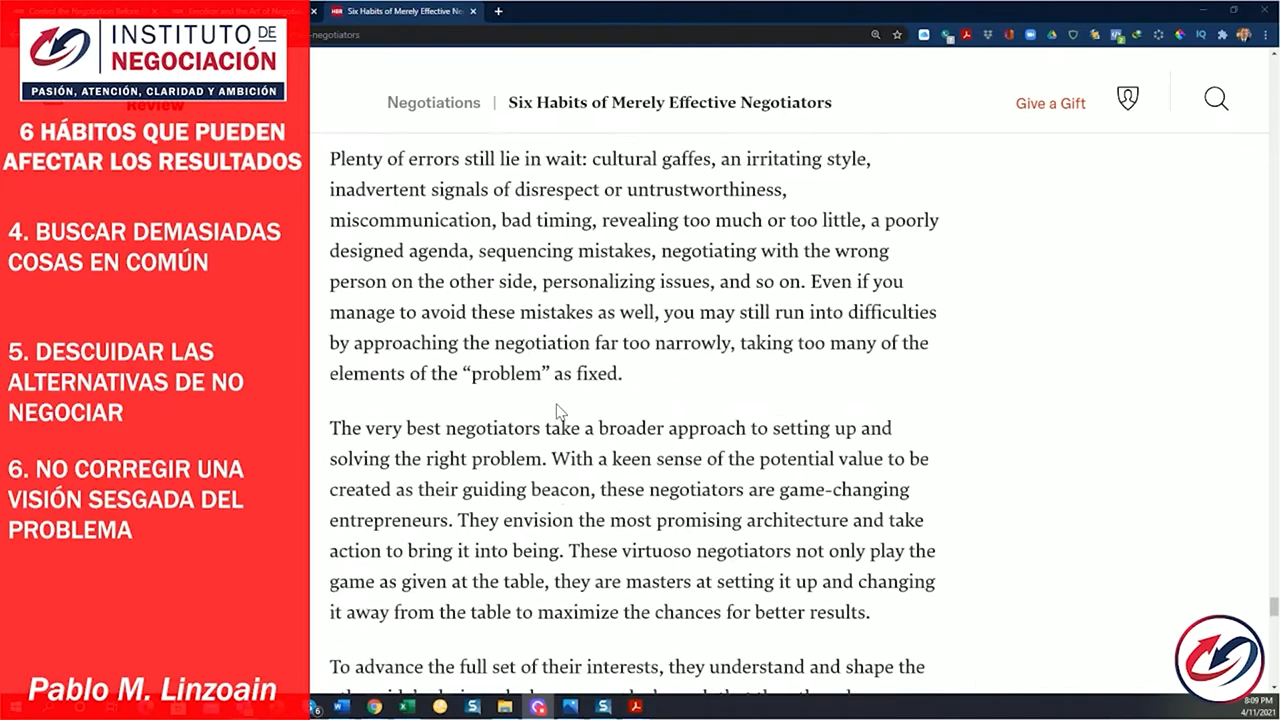 Control the Negotiation Before
Emotion and the Art of Negotia
Six Habits of Merely Effective Ne
-negotiators
INSTITUTO DE
NEGOCIACIÓN
PASIÓN, ATENCIÓN, CLARIDAD Y AMBICIÓN
Review
6 HÁBITOS QUE PUEDEN
AFECTAR LOS RESULTADOS
4. BUSCAR DEMASIADAS
COSAS EN COMÚN
5. DESCUIDAR LAS
ALTERNATIVAS DE NO
NEGOCIAR
6. NO CORREGIR UNA
VISIÓN SESGADA DEL
PROBLEMA
Pablo M. Linzoain
Negotiations | Six Habits of Merely Effective Negotiators
Give a Gift
Plenty of errors still lie in wait: cultural gaffes, an irritating style,
inadvertent signals of disrespect or untrustworthiness,
miscommunication, bad timing, revealing too much or too little, a poorly
designed agenda, sequencing mistakes, negotiating with the wrong
person on the other side, personalizing issues, and so on. Even if you
manage to avoid these mistakes as well, you may still run into difficulties
by approaching the negotiation far too narrowly, taking too many of the
elements of the “problem” as fixed.
The very best negotiators take a broader approach to setting up and
solving the right problem. With a keen sense of the potential value to be
created as their guiding beacon, these negotiators are game-changing
entrepreneurs. They envision the most promising architecture and take
action to bring it into being. These virtuoso negotiators not only play the
game as given at the table, they are masters at setting it up and changing
it away from the table to maximize the chances for better results.
To advance the full set of their interests, they understand and shape the
8:09 PM
4/11/2021